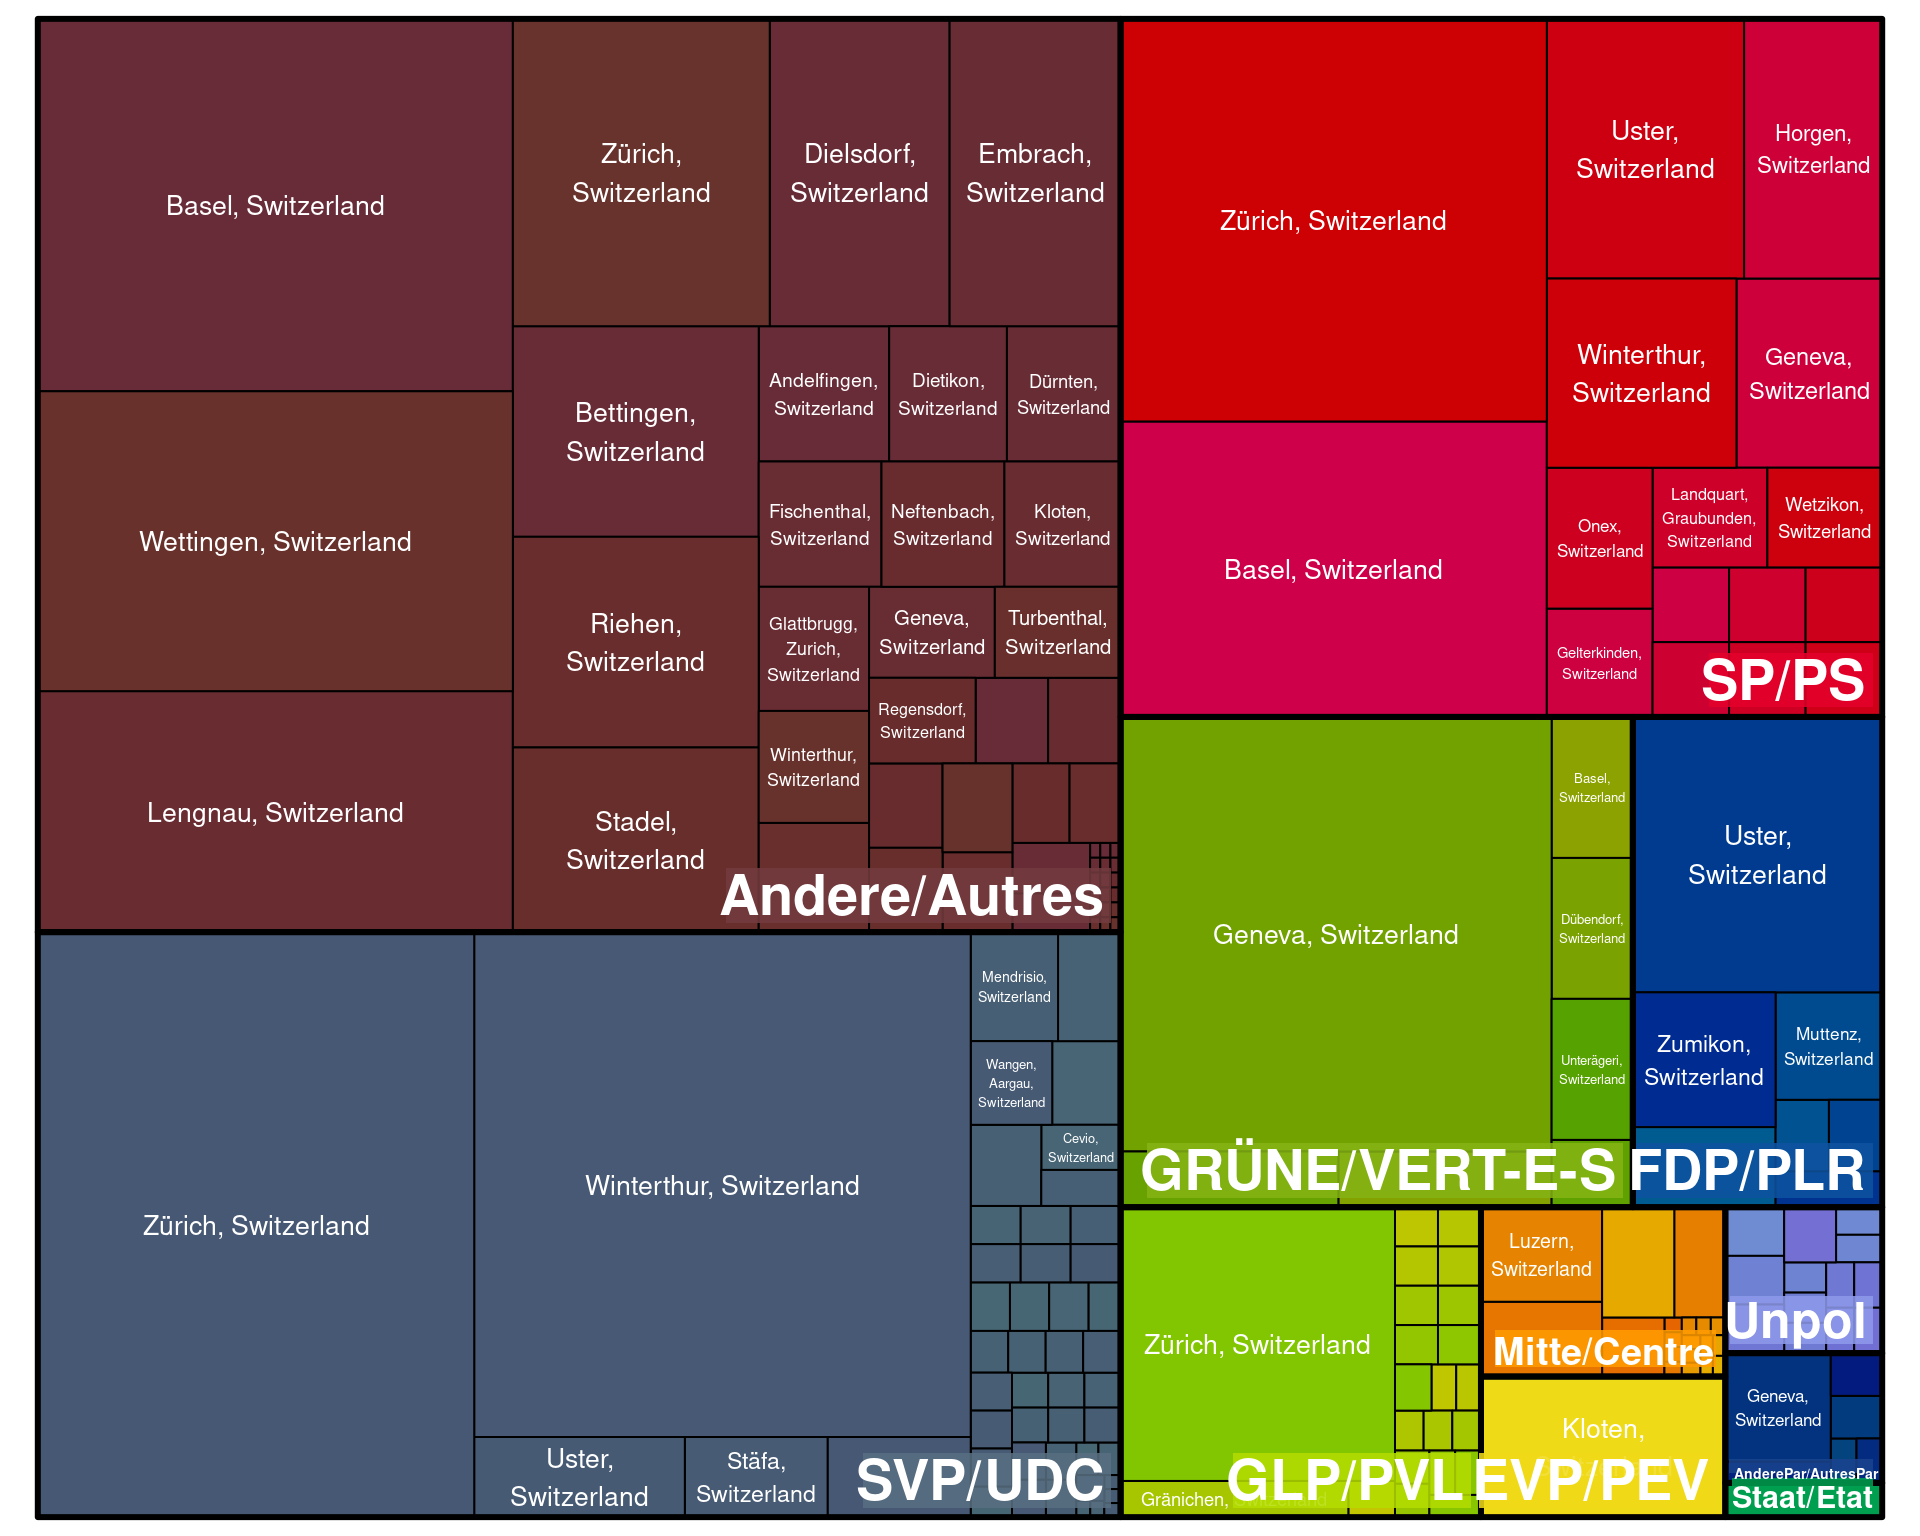 Basel, Switzerland
Wettingen, Switzerland
Lengnau, Switzerland
Zürich,
Switzerland
Dielsdorf,
Switzerland
Embrach,
Switzerland
Bettingen,
Switzerland
Riehen,
Switzerland
Stadel,
Switzerland
Andelfingen,
Switzerland
Dietikon,
Switzerland
Dürnten,
Switzerland
Fischenthal,
Switzerland
Neftenbach,
Switzerland
Kloten,
Switzerland
Glattbrugg,
Zurich,
Switzerland
Geneva,
Switzerland
Turbenthal,
Switzerland
Regensdorf,
Switzerland
Winterthur,
Switzerland
Andere/Autres
Zürich, Switzerland
Winterthur, Switzerland
Uster,
Switzerland
Stäfa,
Switzerland
Mendrisio,
Switzerland
Wangen,
Aargau,
Switzerland
Cevio,
Switzerland
SVP/UDC
Zürich, Switzerland
Basel, Switzerland
Uster,
Switzerland
Horgen,
Switzerland
Winterthur,
Switzerland
Geneva,
Switzerland
Onex,
Switzerland
Landquart,
Graubunden,
Switzerland
Wetzikon,
Switzerland
Gelterkinden,
Switzerland
SP/PS
Geneva, Switzerland
Basel,
Switzerland
Dübendorf,
Switzerland
Unterägeri,
Switzerland
GRÜNE/VERT-E-S
Uster,
Switzerland
Zumikon,
Switzerland
Muttenz,
Switzerland
FDP/PLR
Zürich, Switzerland
Gränichen, Switzerland
GLP/PVL
Luzern,
Switzerland
Mitte/Centre
Kloten,
EVP/PEV
Unpol
Geneva,
Switzerland
AnderePar/AutresPar
Staat/Etat